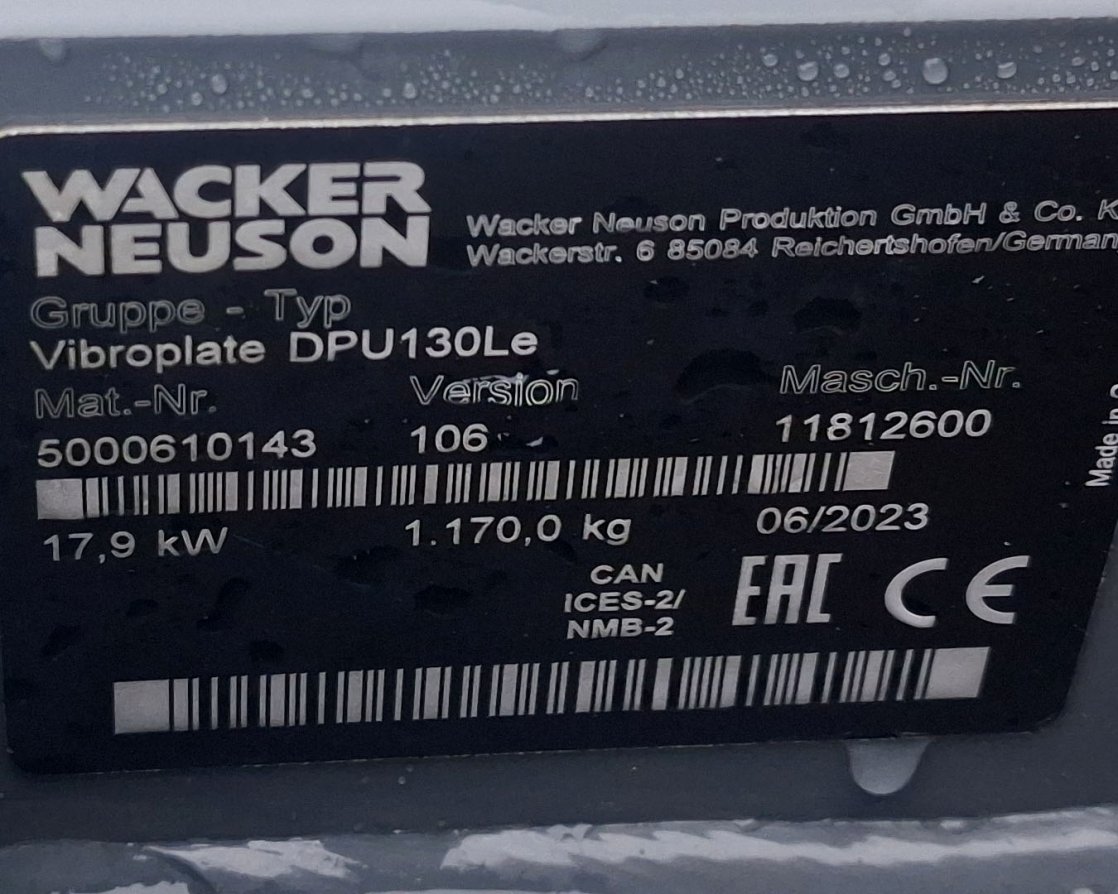 WACKER
NEUSON
Wacker Neuson Produktion GmbH & Co. K
Wackerstr. 6 85084 Reichertshofen/German
Gruppe - Typ
Vibroplate DPU130Le
Mat.-Nr.
Version
Masch.-Nr.
5000610143
106
11812600
17,9 kW
1.170,0 kg
06/2023
CAN
ICES-2/
NMB-2
EAC
CE
Made in